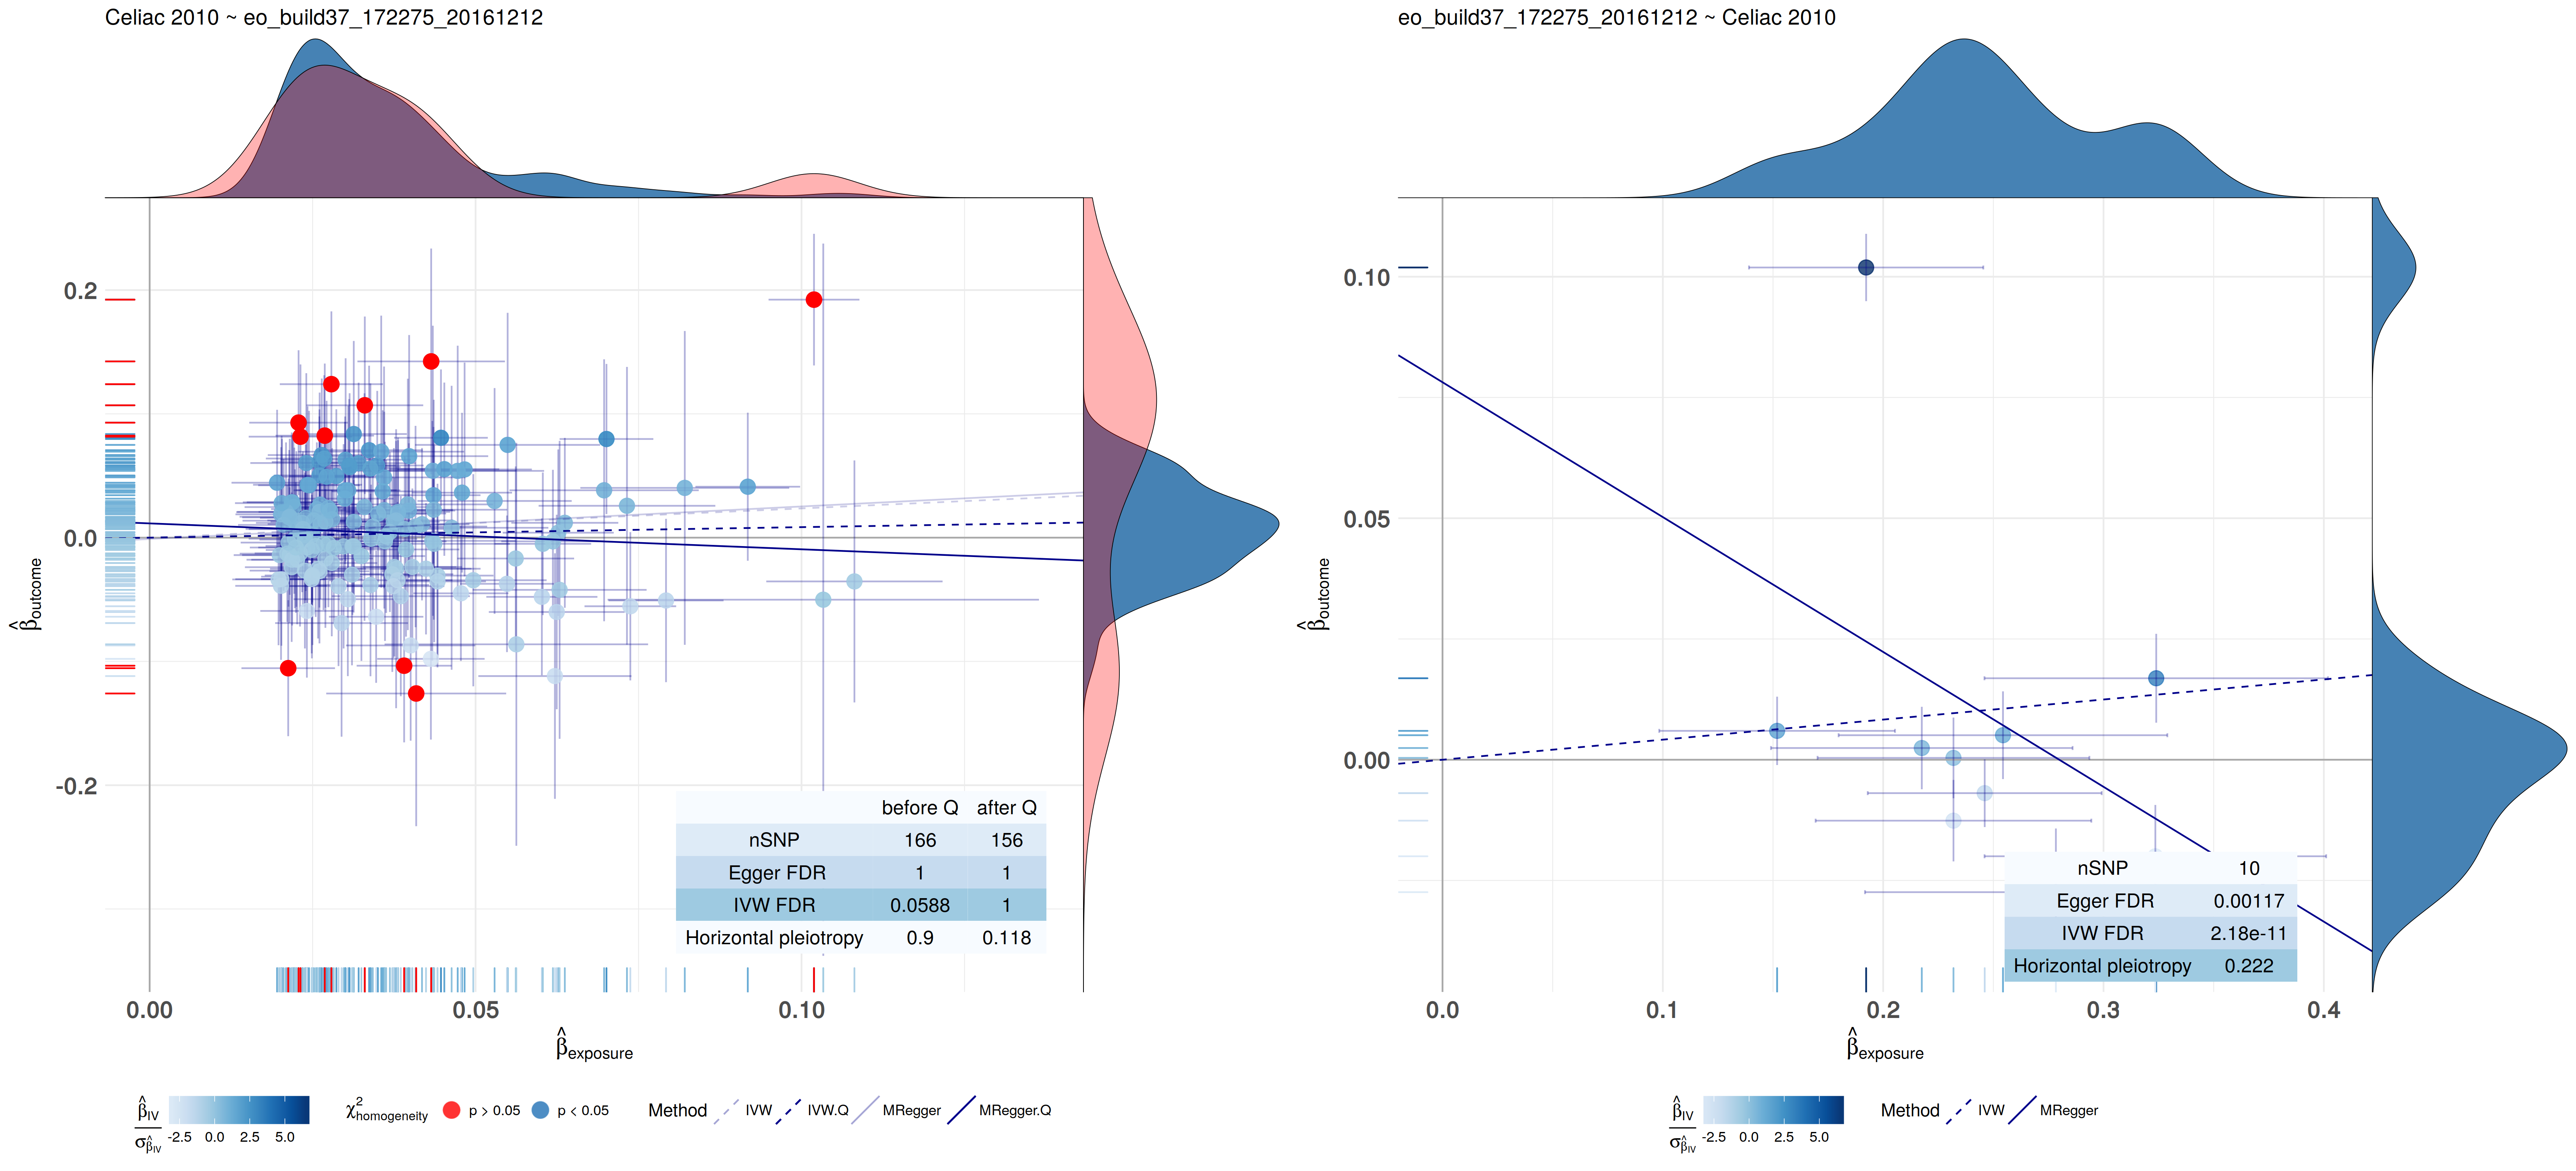 Celiac 2010 ~ eo_build37_172275_20161212
0.2
0.0
-0.2
β̂outcome
before Q after Q
nSNP 166 156
Egger FDR 1 1
IVW FDR 0.0588 1
Horizontal pleiotropy 0.9 0.118
0.00 0.05 0.10
β̂exposure
β̂IV
σβ̂IV
-2.5 0.0 2.5 5.0
χ²homogeneity p > 0.05 p < 0.05
Method IVW IVW.Q MRegger MRegger.Q
eo_build37_172275_20161212 ~ Celiac 2010
0.10
0.05
0.00
β̂outcome
nSNP 10
Egger FDR 0.00117
IVW FDR 2.18e-11
Horizontal pleiotropy 0.222
0.0 0.1 0.2 0.3 0.4
β̂exposure
β̂IV
σβ̂IV
-2.5 0.0 2.5 5.0
Method IVW MRegger